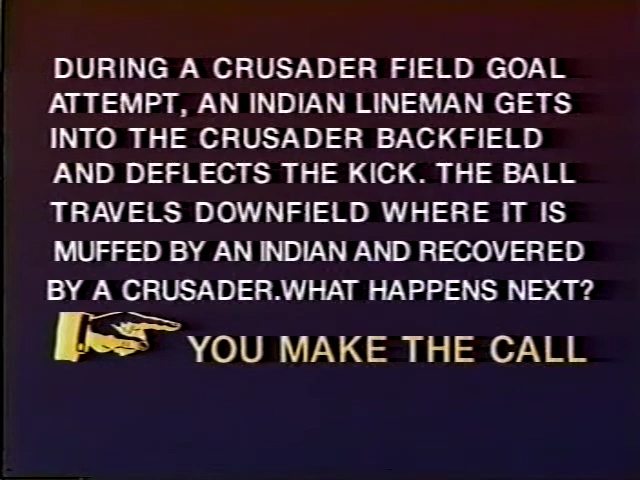 DURING A CRUSADER FIELD GOAL
ATTEMPT, AN INDIAN LINEMAN GETS
INTO THE CRUSADER BACKFIELD
AND DEFLECTS THE KICK. THE BALL
TRAVELS DOWNFIELD WHERE IT IS
MUFFED BY AN INDIAN AND RECOVERED
BY A CRUSADER.WHAT HAPPENS NEXT?
YOU MAKE THE CALL